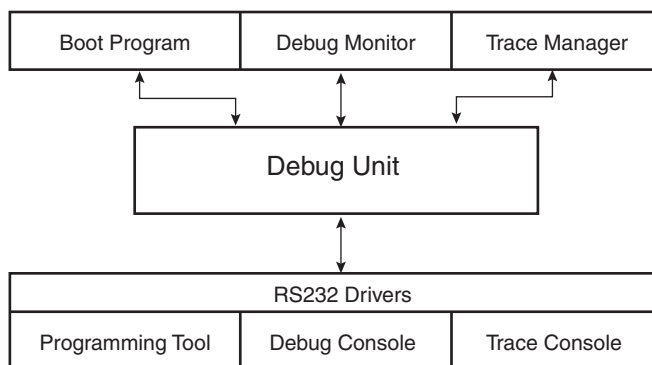 Boot Program Debug Monitor Trace Manager
Debug Unit
RS232 Drivers
Programming Tool Debug Console Trace Console